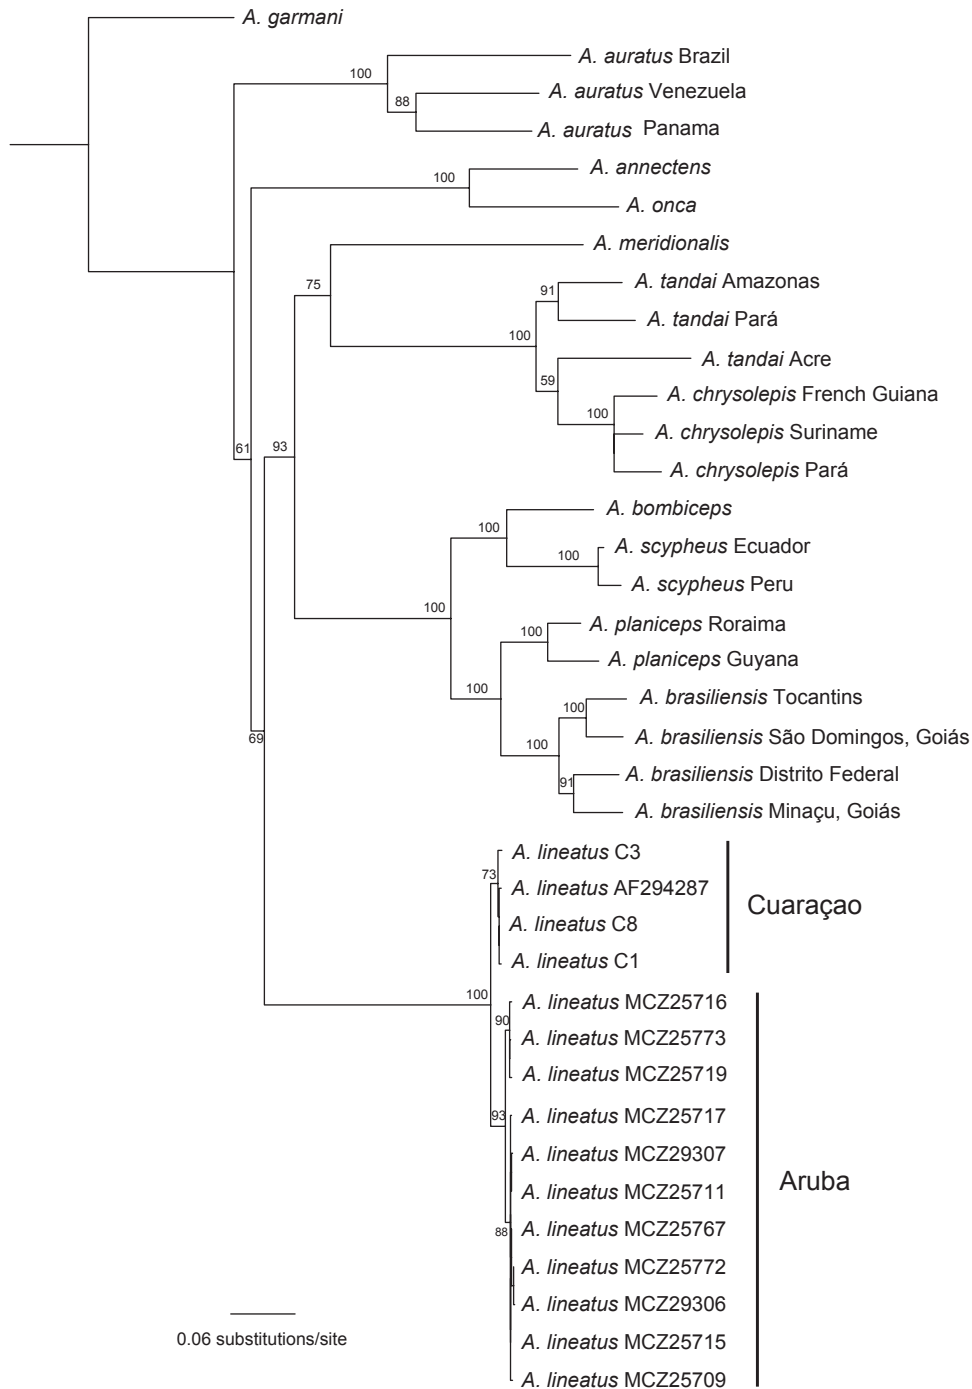 A. garmani
A. auratus Brazil
100
88
A. auratus Venezuela
A. auratus Panama
A. annectens
100
A. onca
A. meridionalis
75
A. tandai Amazonas
91
A. tandai Pará
100
A. tandai Acre
59
A. chrysolepis French Guiana
100
A. chrysolepis Suriname
61
93
A. chrysolepis Pará
A. bombiceps
100
A. scypheus Ecuador
100
A. scypheus Peru
100
A. planiceps Roraima
100
A. planiceps Guyana
100
A. brasiliensis Tocantins
100
69
A. brasiliensis São Domingos, Goiás
100
A. brasiliensis Distrito Federal
91
A. brasiliensis Minaçu, Goiás
A. lineatus C3
73
A. lineatus AF294287
Cuaraçao
A. lineatus C8
A. lineatus C1
100
A. lineatus MCZ25716
90
A. lineatus MCZ25773
A. lineatus MCZ25719
93
A. lineatus MCZ25717
A. lineatus MCZ29307
Aruba
A. lineatus MCZ25711
88
A. lineatus MCZ25767
A. lineatus MCZ25772
A. lineatus MCZ29306
0.06 substitutions/site
A. lineatus MCZ25715
A. lineatus MCZ25709